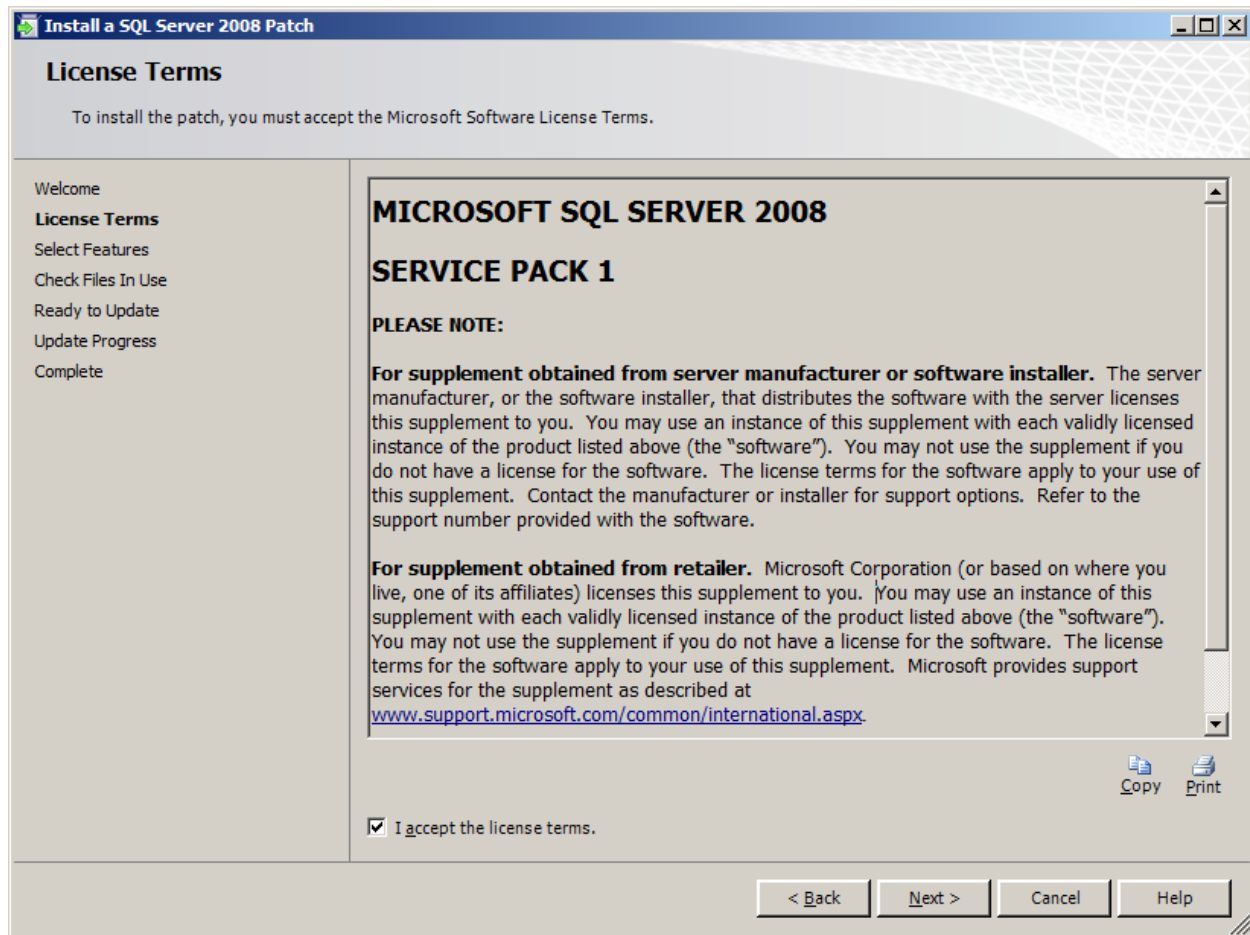 Install a SQL Server 2008 Patch
License Terms
To install the patch, you must accept the Microsoft Software License Terms.
Welcome
License Terms
Select Features
Check Files In Use
Ready to Update
Update Progress
Complete
MICROSOFT SQL SERVER 2008
SERVICE PACK 1
PLEASE NOTE:
For supplement obtained from server manufacturer or software installer.  The server
manufacturer, or the software installer, that distributes the software with the server licenses
this supplement to you.  You may use an instance of this supplement with each validly licensed
instance of the product listed above (the “software”).  You may not use the supplement if you
do not have a license for the software.  The license terms for the software apply to your use of
this supplement.  Contact the manufacturer or installer for support options.  Refer to the
support number provided with the software.
For supplement obtained from retailer.  Microsoft Corporation (or based on where you
live, one of its affiliates) licenses this supplement to you.  You may use an instance of this
supplement with each validly licensed instance of the product listed above (the “software”).
You may not use the supplement if you do not have a license for the software.  The license
terms for the software apply to your use of this supplement.  Microsoft provides support
services for the supplement as described at
www.support.microsoft.com/common/international.aspx.
Copy Print
I accept the license terms.
< Back Next > Cancel Help